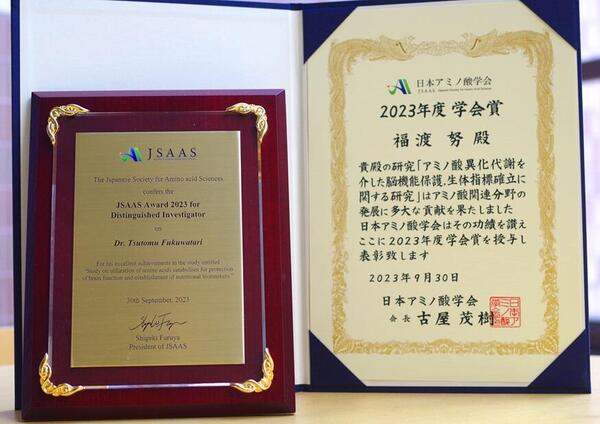 JSAAS
The Japanese Society for Amino acid Sciences
confers the
JSAAS Award 2023 for
Distinguished Investigator
on
Dr. Tsutomu Fukuwatari
For his excellent achievements in the study entitled
"Study on utilization of amino acids catabolism for protection
of brain function and establishment of nutritional biomarkers."
30th September, 2023
Shigeki Furuya
President of JSAAS
日本アミノ酸学会
JSAAS Japanese Society for Amino Acid Sciences
2023年度 学会賞
福渡 努 殿
貴殿の研究「アミノ酸異化代謝を
介した脳機能保護,生体指標確立に
関する研究」はアミノ酸関連分野の
発展に多大な貢献を果たしました
日本アミノ酸学会はその功績を讃え
ここに2023年度学会賞を授与し
表彰致します
2023年9月30日
日本アミノ酸学会
会長 古屋 茂樹